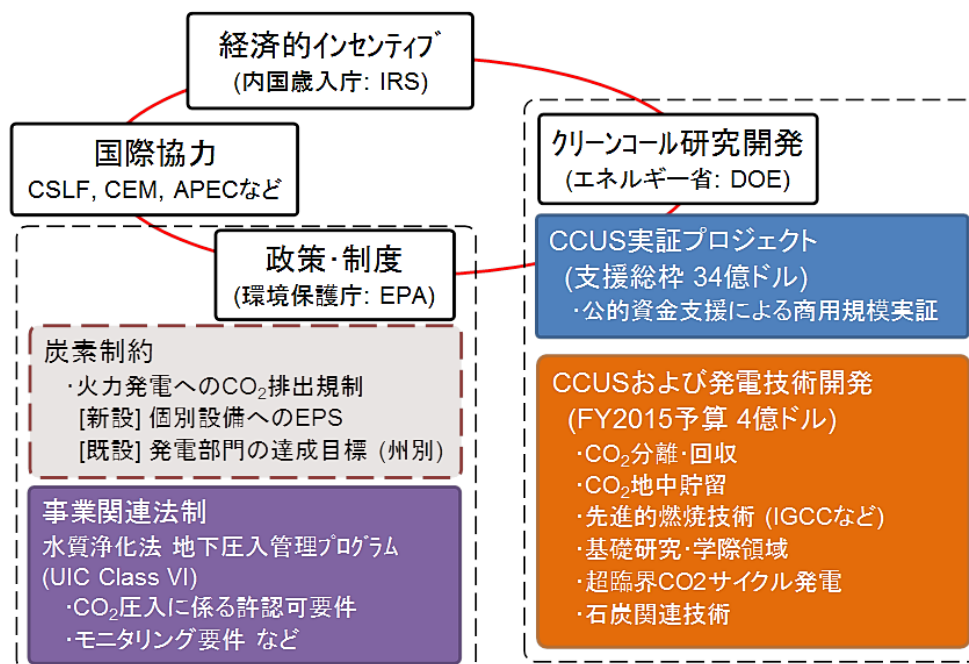 経済的インセンティブ
(内国歳入庁: IRS)
国際協力
CSLF, CEM, APECなど
クリーンコール研究開発
(エネルギー省: DOE)
政策・制度
(環境保護庁: EPA)
炭素制約
・火力発電へのCO₂排出規制
[新設] 個別設備へのEPS
[既設] 発電部門の達成目標 (州別)
事業関連法制
水質浄化法 地下圧入管理プログラム
(UIC Class VI)
・CO₂圧入に係る許認可要件
・モニタリング要件 など
CCUS実証プロジェクト
(支援総枠 34億ドル)
・公的資金支援による商用規模実証
CCUSおよび発電技術開発
(FY2015予算 4億ドル)
・CO₂分離・回収
・CO₂地中貯留
・先進的燃焼技術 (IGCCなど)
・基礎研究・学際領域
・超臨界CO2サイクル発電
・石炭関連技術